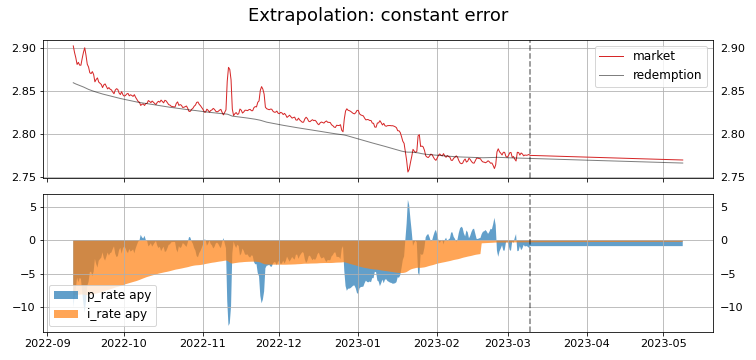 Extrapolation: constant error
2.90 2.90
2.85 2.85
2.80 2.80
2.75 2.75
market
redemption
5 5
0 0
−5 −5
−10 −10
p_rate apy
i_rate apy
2022-09 2022-10 2022-11 2022-12 2023-01 2023-02 2023-03 2023-04 2023-05